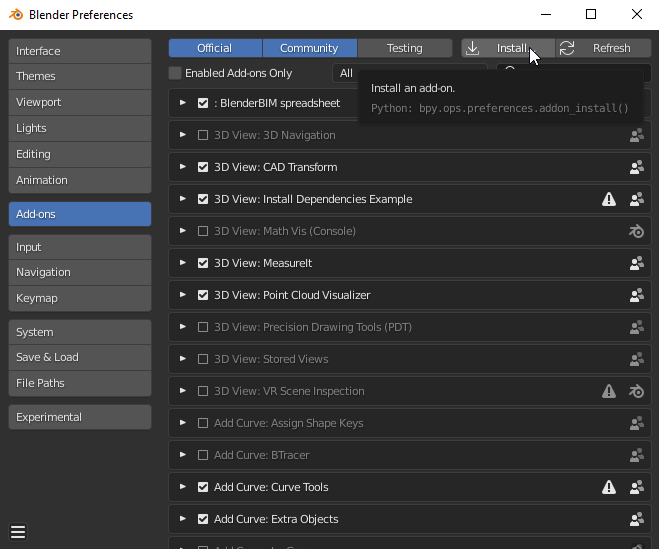 Blender Preferences
Interface
Themes
Viewport
Lights
Editing
Animation
Add-ons
Input
Navigation
Keymap
System
Save & Load
File Paths
Experimental
Official Community Testing Install... Refresh
Enabled Add-ons Only All
Install an add-on.
Python: bpy.ops.preferences.addon_install()
: BlenderBIM spreadsheet
3D View: 3D Navigation
3D View: CAD Transform
3D View: Install Dependencies Example
3D View: Math Vis (Console)
3D View: MeasureIt
3D View: Point Cloud Visualizer
3D View: Precision Drawing Tools (PDT)
3D View: Stored Views
3D View: VR Scene Inspection
Add Curve: Assign Shape Keys
Add Curve: BTracer
Add Curve: Curve Tools
Add Curve: Extra Objects